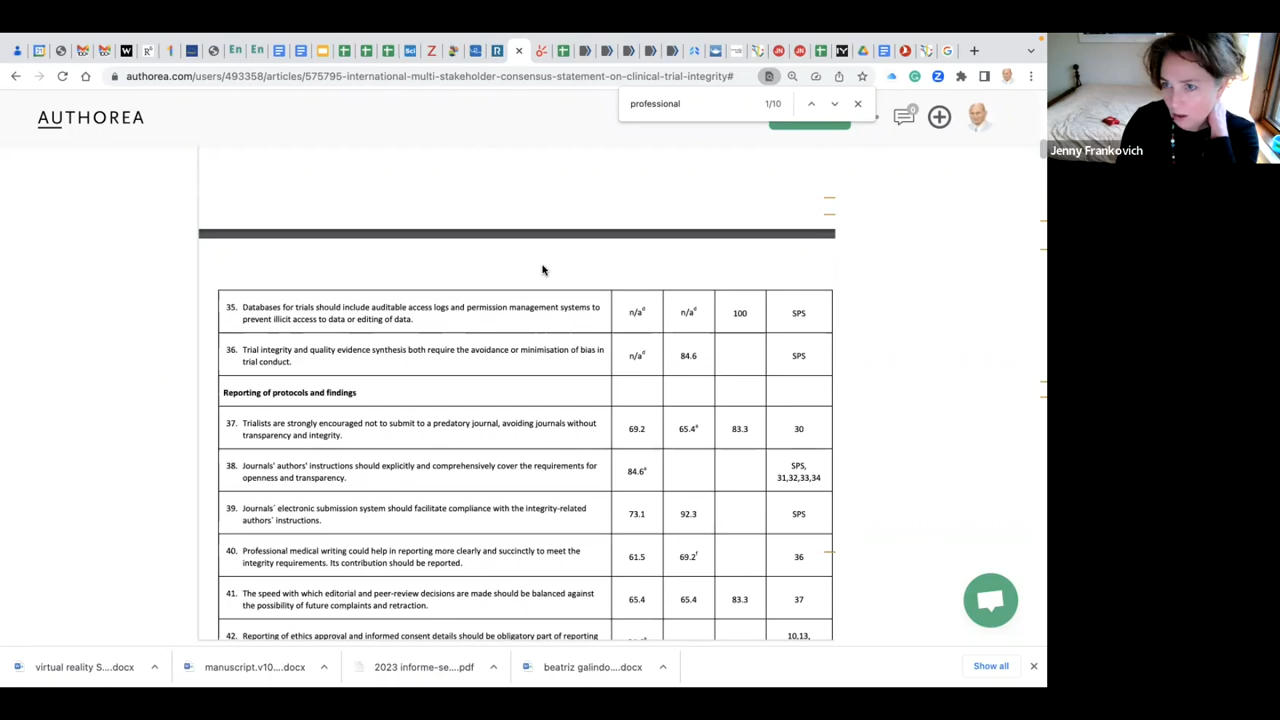 En
En
Sci
authorea.com/users/493358/articles/575795-international-multi-stakeholder-consensus-statement-on-clinical-trial-integrity#
professional 1/10
AUTHOREA
0
Jenny Frankovich
35. Databases for trials should include auditable access logs and permission management systems to
prevent illicit access to data or editing of data.
n/aᵈ
n/aᵈ
100
SPS
36. Trial integrity and quality evidence synthesis both require the avoidance or minimisation of bias in
trial conduct.
n/aᵈ
84.6
SPS
Reporting of protocols and findings
37. Trialists are strongly encouraged not to submit to a predatory journal, avoiding journals without
transparency and integrity.
69.2
65.4ᵉ
83.3
30
38. Journals' authors' instructions should explicitly and comprehensively cover the requirements for
openness and transparency.
84.6ᵉ
SPS,
31,32,33,34
39. Journals´ electronic submission system should facilitate compliance with the integrity-related
authors´ instructions.
73.1
92.3
SPS
40. Professional medical writing could help in reporting more clearly and succinctly to meet the
integrity requirements. Its contribution should be reported.
61.5
69.2ᶠ
36
41. The speed with which editorial and peer-review decisions are made should be balanced against
the possibility of future complaints and retraction.
65.4
65.4
83.3
37
42. Reporting of ethics approval and informed consent details should be obligatory part of reporting
10,13,
virtual reality S....docx
manuscript.v10....docx
2023 informe-se....pdf
beatriz galindo....docx
Show all